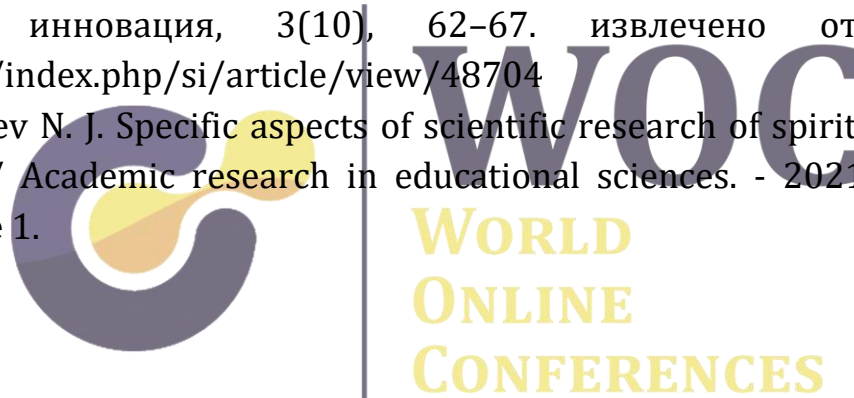 инновация, 3(10), 62–67. извлечено от
/index.php/si/article/view/48704
ev N. J. Specific aspects of scientific research of spirit
/ Academic research in educational sciences. - 2021
e 1.
WOC
WORLD
ONLINE
CONFERENCES